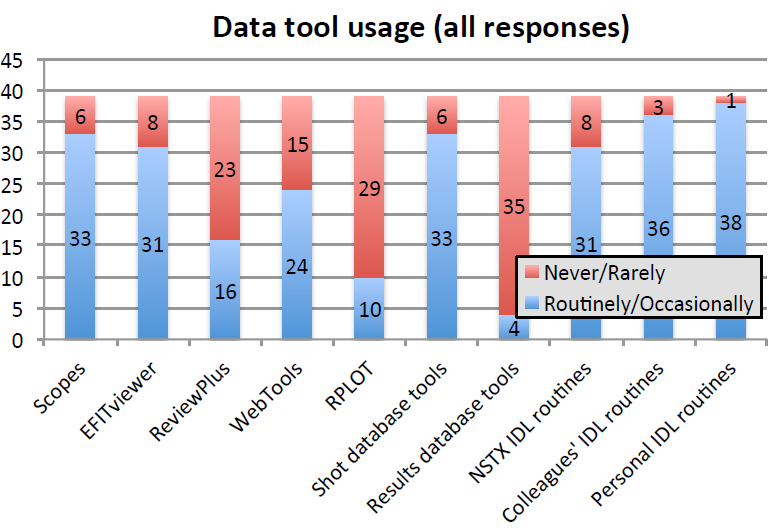 Data tool usage (all responses)
45
40
35
30
25
20
15
10
5
0
6 8 23 15 29 6 35 8 3 1
33 31 16 24 10 33 4 31 36 38
Never/Rarely
Routinely/Occasionally
Scopes
EFITviewer
ReviewPlus
WebTools
RPLOT
Shot database tools
Results database tools
NSTX IDL routines
Colleagues' IDL routines
Personal IDL routines